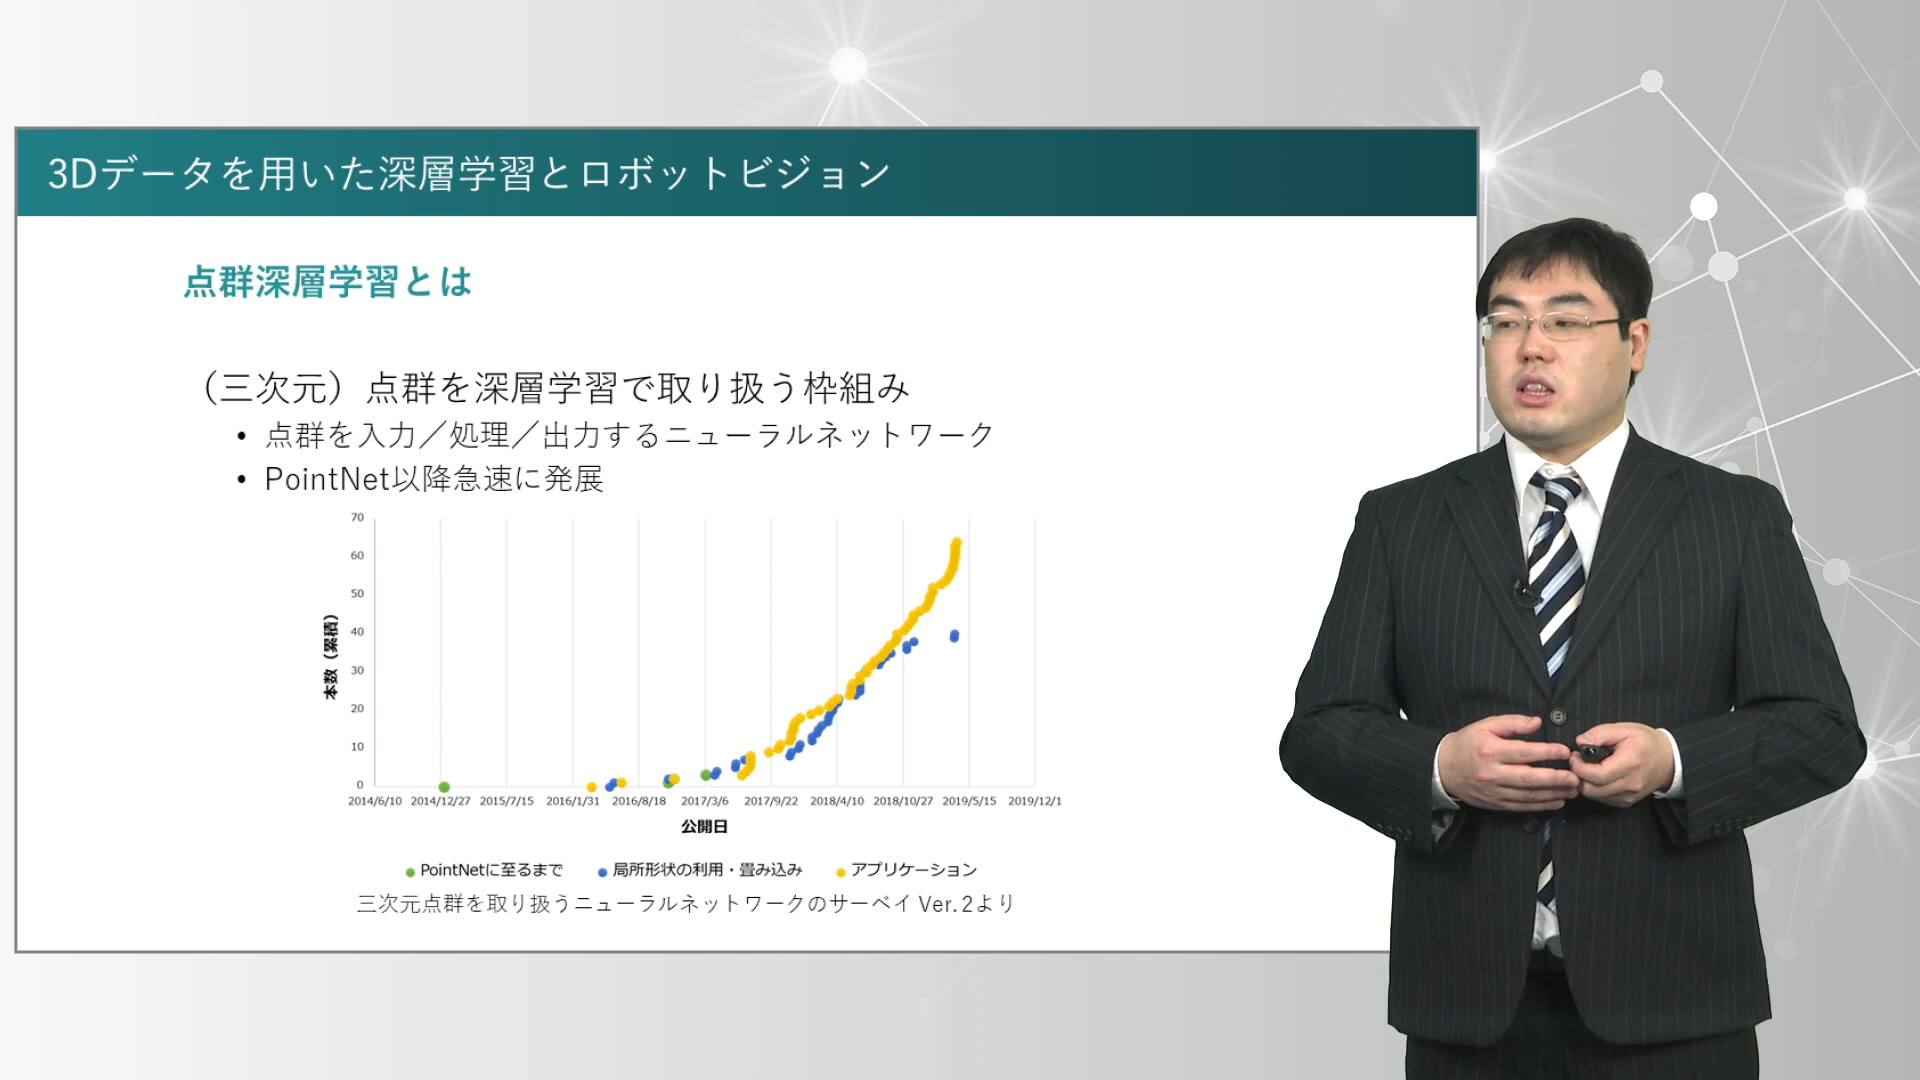 3Dデータを用いた深層学習とロボットビジョン
点群深層学習とは
（三次元）点群を深層学習で取り扱う枠組み
• 点群を入力／処理／出力するニューラルネットワーク
• PointNet以降急速に発展
70
60
50
40
30
20
10
0
本数（累積）
2014/6/10 2014/12/27 2015/7/15 2016/1/31 2016/8/18 2017/3/6 2017/9/22 2018/4/10 2018/10/27 2019/5/15 2019/12/1
公開日
PointNetに至るまで 局所形状の利用・畳み込み アプリケーション
三次元点群を取り扱うニューラルネットワークのサーベイ Ver. 2より